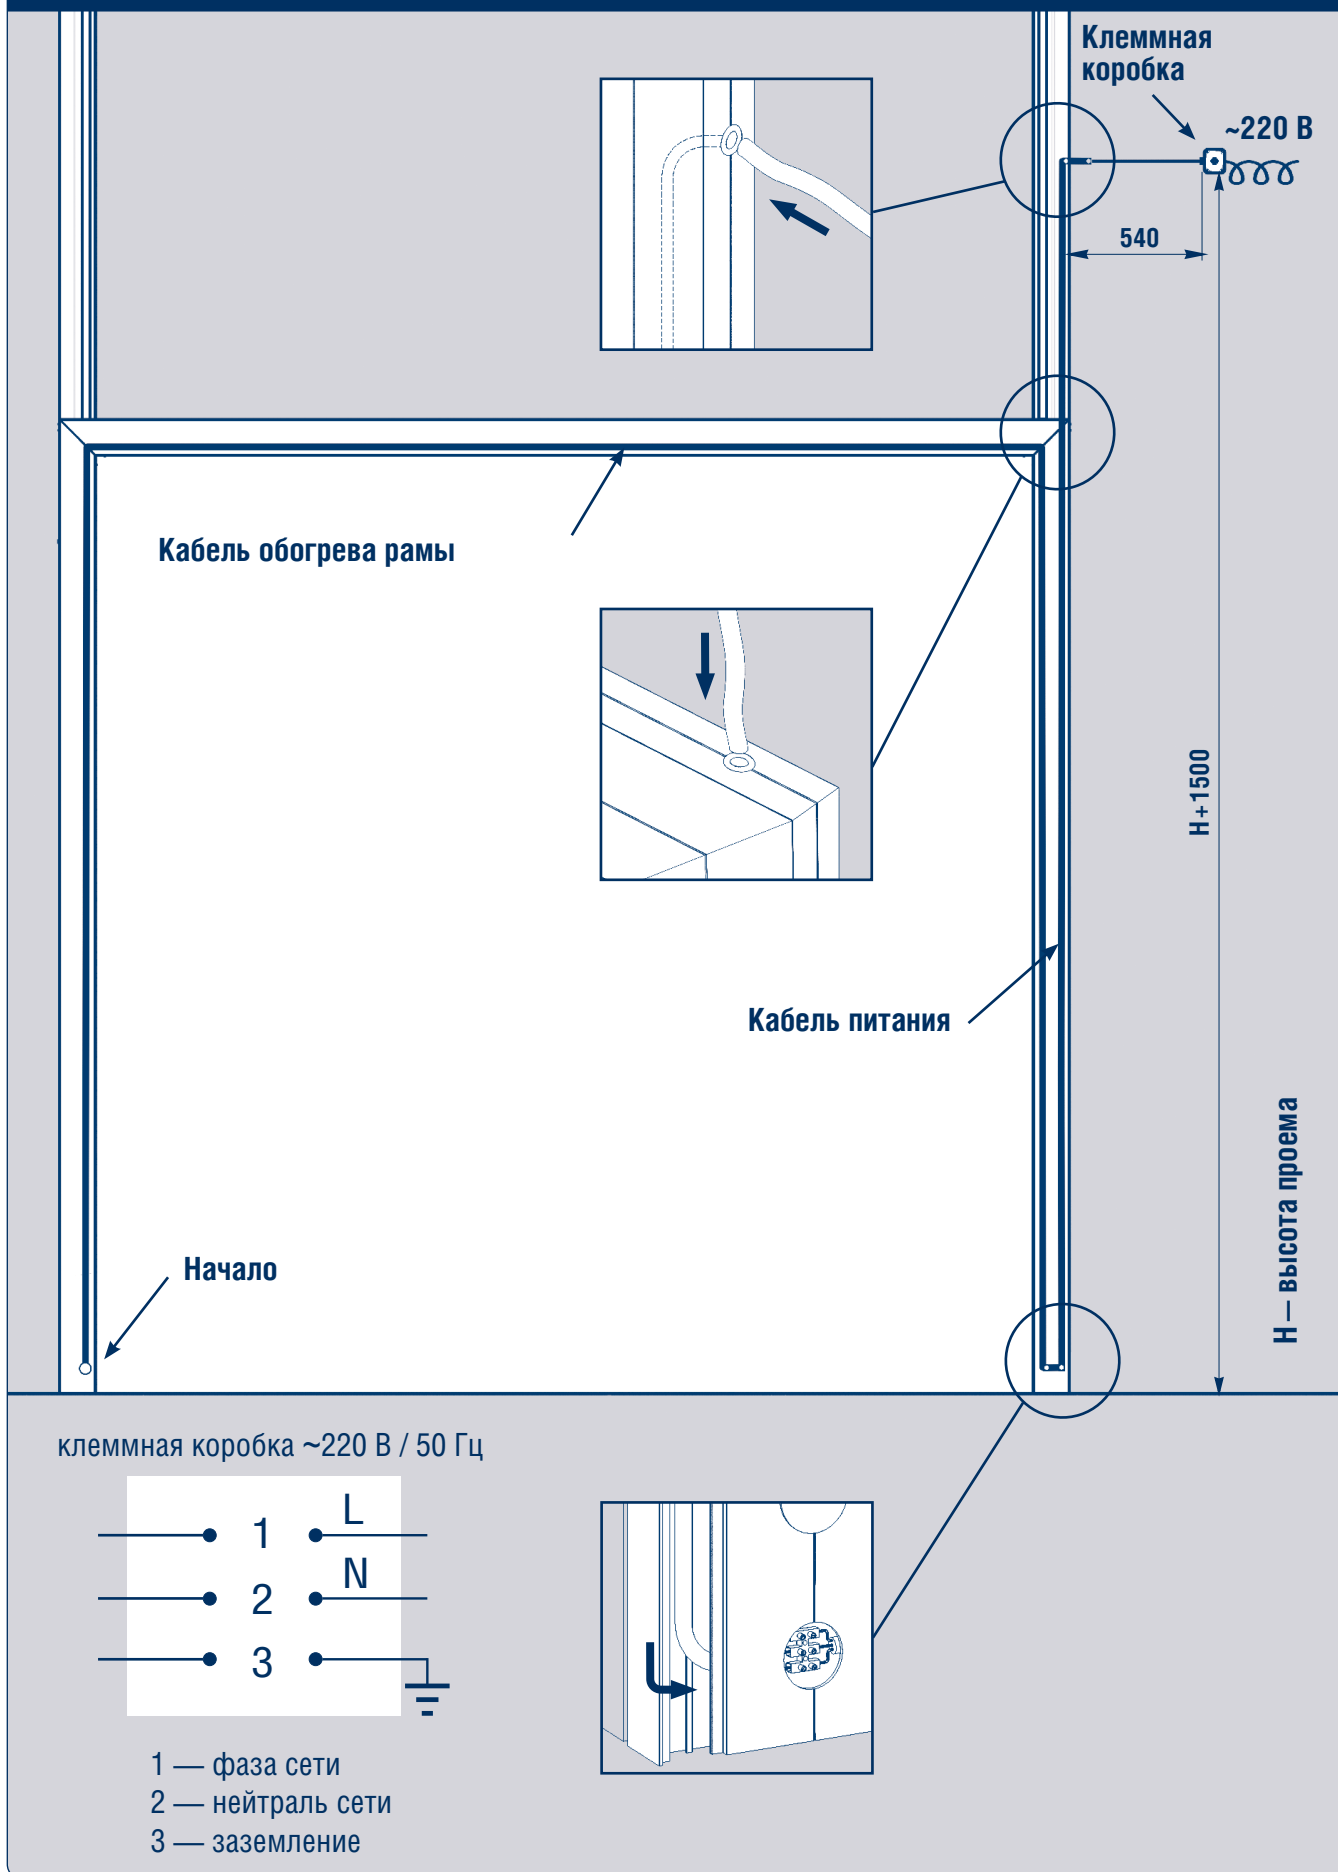 Клеммная
коробка
~220 В
540
Кабель обогрева рамы
H+1500
Кабель питания
H — высота проема
Начало
клеммная коробка ~220 В / 50 Гц
1 L
2 N
3
1 — фаза сети
2 — нейтраль сети
3 — заземление